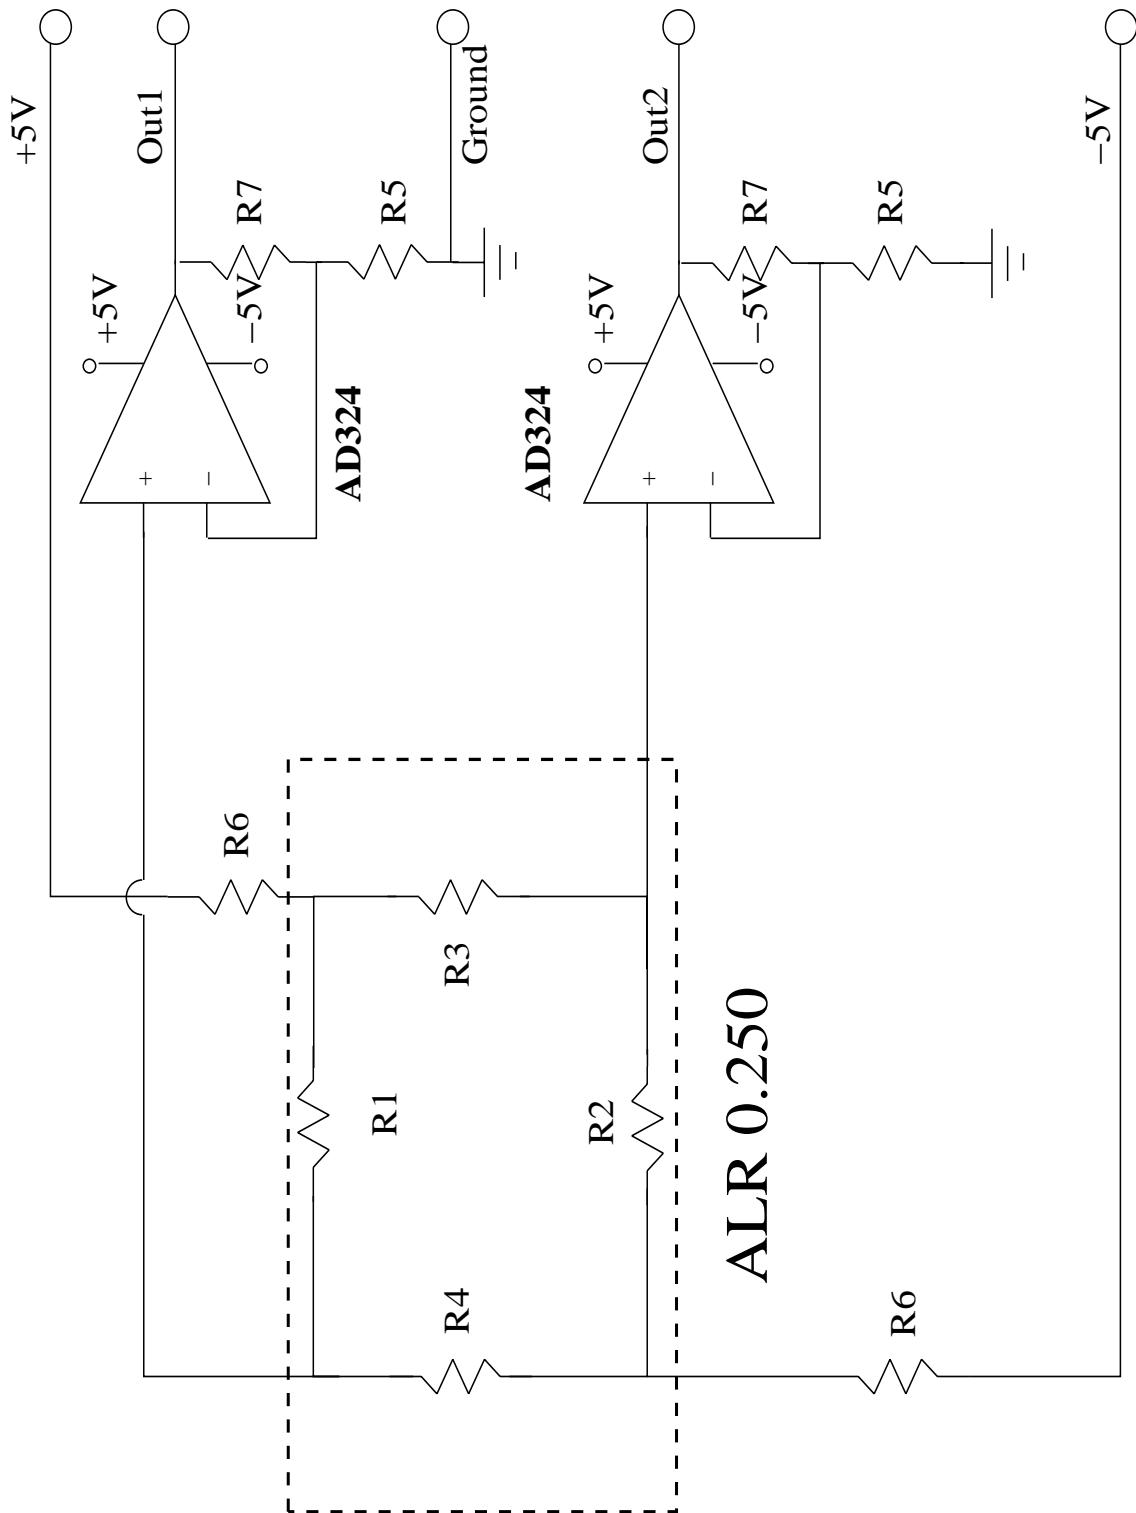 +5V
Out1
Ground
Out2
−5V
R7
R5
R7
R5
+5V
−5V
+5V
−5V
AD324
AD324
+
−
+
−
R6
R3
R1
R2
R4
R6
ALR 0.250